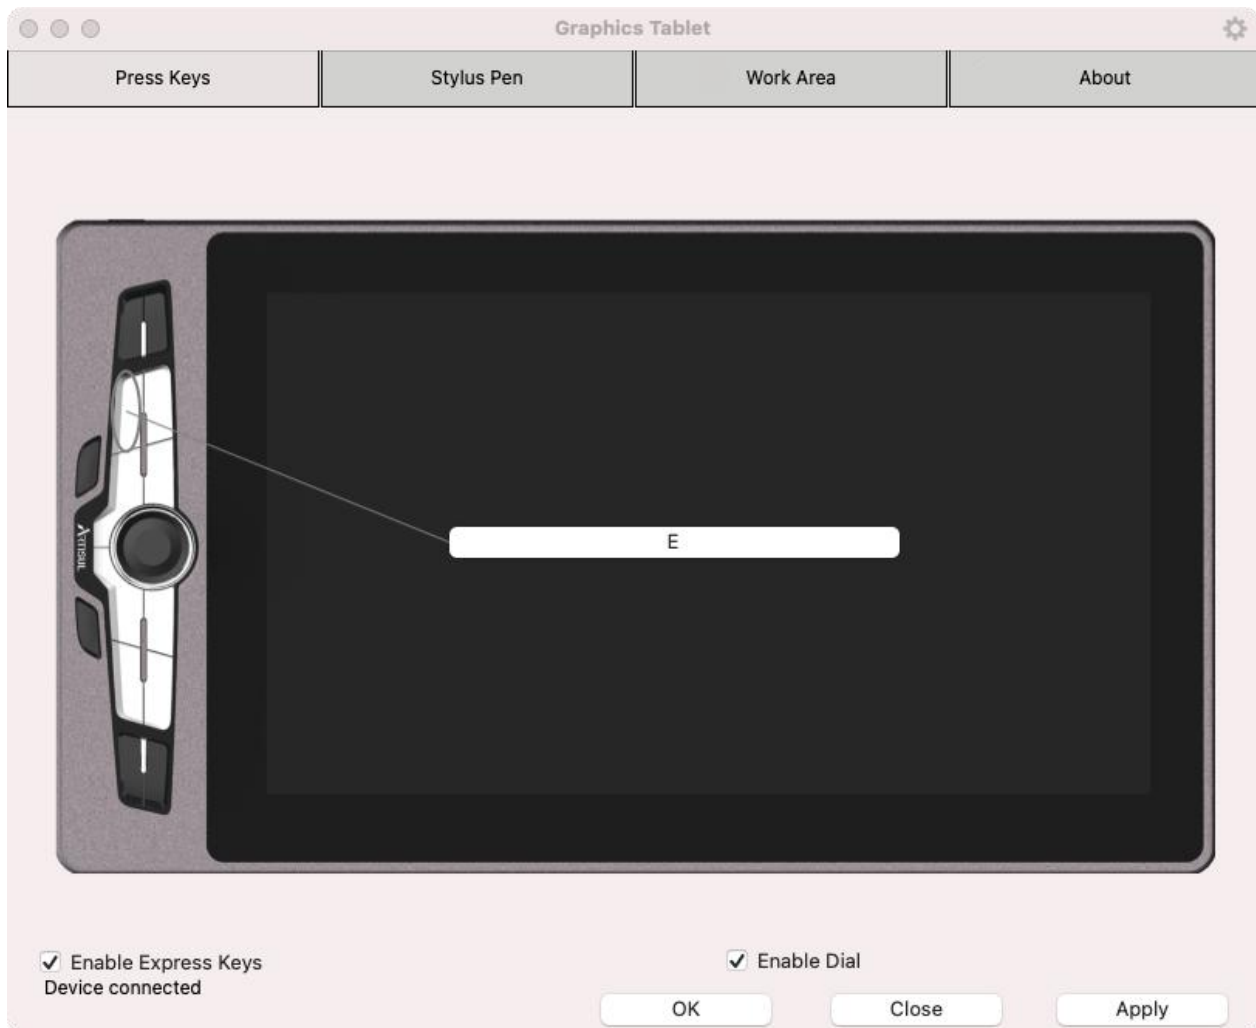 Graphics Tablet
Press Keys
Stylus Pen
Work Area
About
E
Enable Express Keys
Enable Dial
Device connected
OK
Close
Apply